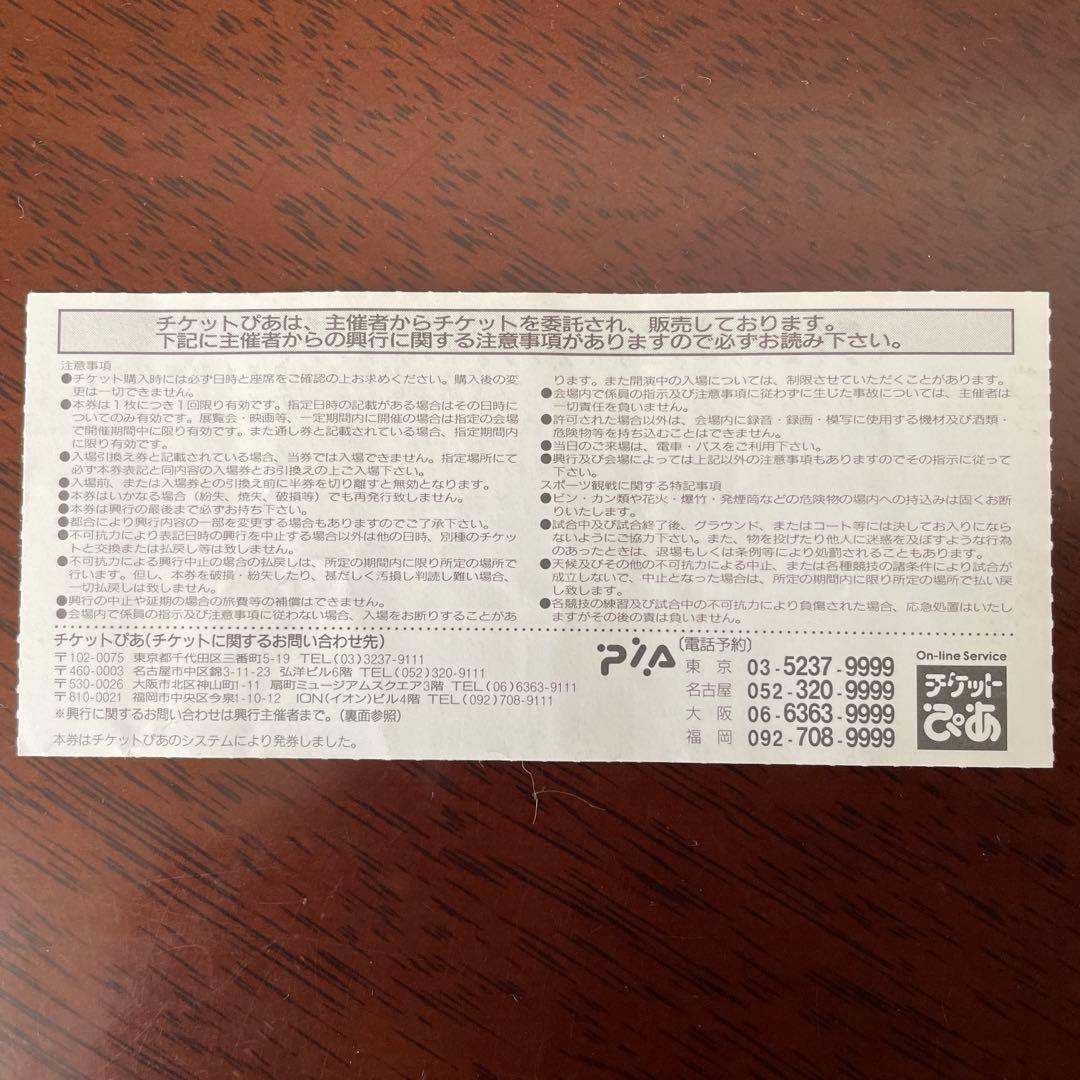 チケットぴあは、主催者からチケットを委託され、販売しております。
下記に主催者からの興行に関する注意事項がありますので必ずお読み下さい。
注意事項
●チケット購入時には必ず日時と座席をご確認の上お求めください。購入後の変
更は一切できません。
●本券は1枚につき1回限り有効です。指定日時の記載がある場合はその日時に
ついてのみ有効です。展覧会・映画等、一定期間内に開催の場合は指定の会場
で開催期間中に限り有効です。また通し券と記載されている場合、指定期間内
に限り有効です。
●入場引換え券と記載されている場合、当券では入場できません。指定場所にて
必ず本券表記と同内容の入場券とお引換えの上ご入場下さい。
●入場前、または入場券との引換え前に半券を切り離すと無効となります。
●本券はいかなる場合（紛失、焼失、破損等）でも再発行致しません。
●本券は興行の最後まで必ずお持ち下さい。
●都合により興行内容の一部を変更する場合もありますのでご了承下さい。
●不可抗力により表記日時の興行を中止する場合以外は他の日時、別種のチケッ
トと交換または払戻し等は致しません。
●不可抗力による興行中止の場合の払戻しは、所定の期間内に限り所定の場所で
行います。但し、本券を破損・紛失したり、甚だしく汚損し判読し難い場合、
一切払戻しは致しません。
●興行の中止や延期の場合の旅費等の補償はできません。
●会場内で係員の指示及び注意事項に従わない場合、入場をお断りすることがあ
ります。また開演中の入場については、制限させていただくことがあります。
●会場内で係員の指示及び注意事項に従わずに生じた事故については、主催者は
一切責任を負いません。
●許可された場合以外は、会場内に録音・録画・模写に使用する機材及び酒類・
危険物等を持ち込むことはできません。
●当日のご来場は、電車・バスをご利用下さい。
●興行及び会場によっては上記以外の注意事項もありますのでその指示に従って
下さい。
スポーツ観戦に関する特記事項
●ビン・カン類や花火・爆竹・発煙筒などの危険物の場内への持込みは固くお断
りいたします。
●試合中及び試合終了後、グラウンド、またはコート等には決してお入りになら
ないようにご協力下さい。また、物を投げたり他人に迷惑を及ぼすような行為
のあったときは、退場もしくは条例等により処罰されることもあります。
●天候及びその他の不可抗力による中止、または各種競技の諸条件により試合が
成立しないで、中止となった場合は、所定の期間内に限り所定の場所で払い戻
し致します。
●各競技の練習及び試合中の不可抗力により負傷された場合、応急処置はいたし
ますがその後の責は負いません。
チケットぴあ（チケットに関するお問い合わせ先）
〒102-0075 東京都千代田区三番町5-19 TEL(03)3237-9111
〒460-0003 名古屋市中区錦3-11-23 弘洋ビル6階 TEL(052)320-9111
〒530-0026 大阪市北区神山町1-11 扇町ミュージアムスクエア3階 TEL(06)6363-9111
〒810-0021 福岡市中央区今泉1-10-12 ION(イオン)ビル4階 TEL(092)708-9111
※興行に関するお問い合わせは興行主催者まで。（裏面参照）
本券はチケットぴあのシステムにより発券しました。
PIA
〔電話予約〕
東京 03-5237-9999
名古屋 052-320-9999
大阪 06-6363-9999
福岡 092-708-9999
On-line Service
チケット
ぴあ